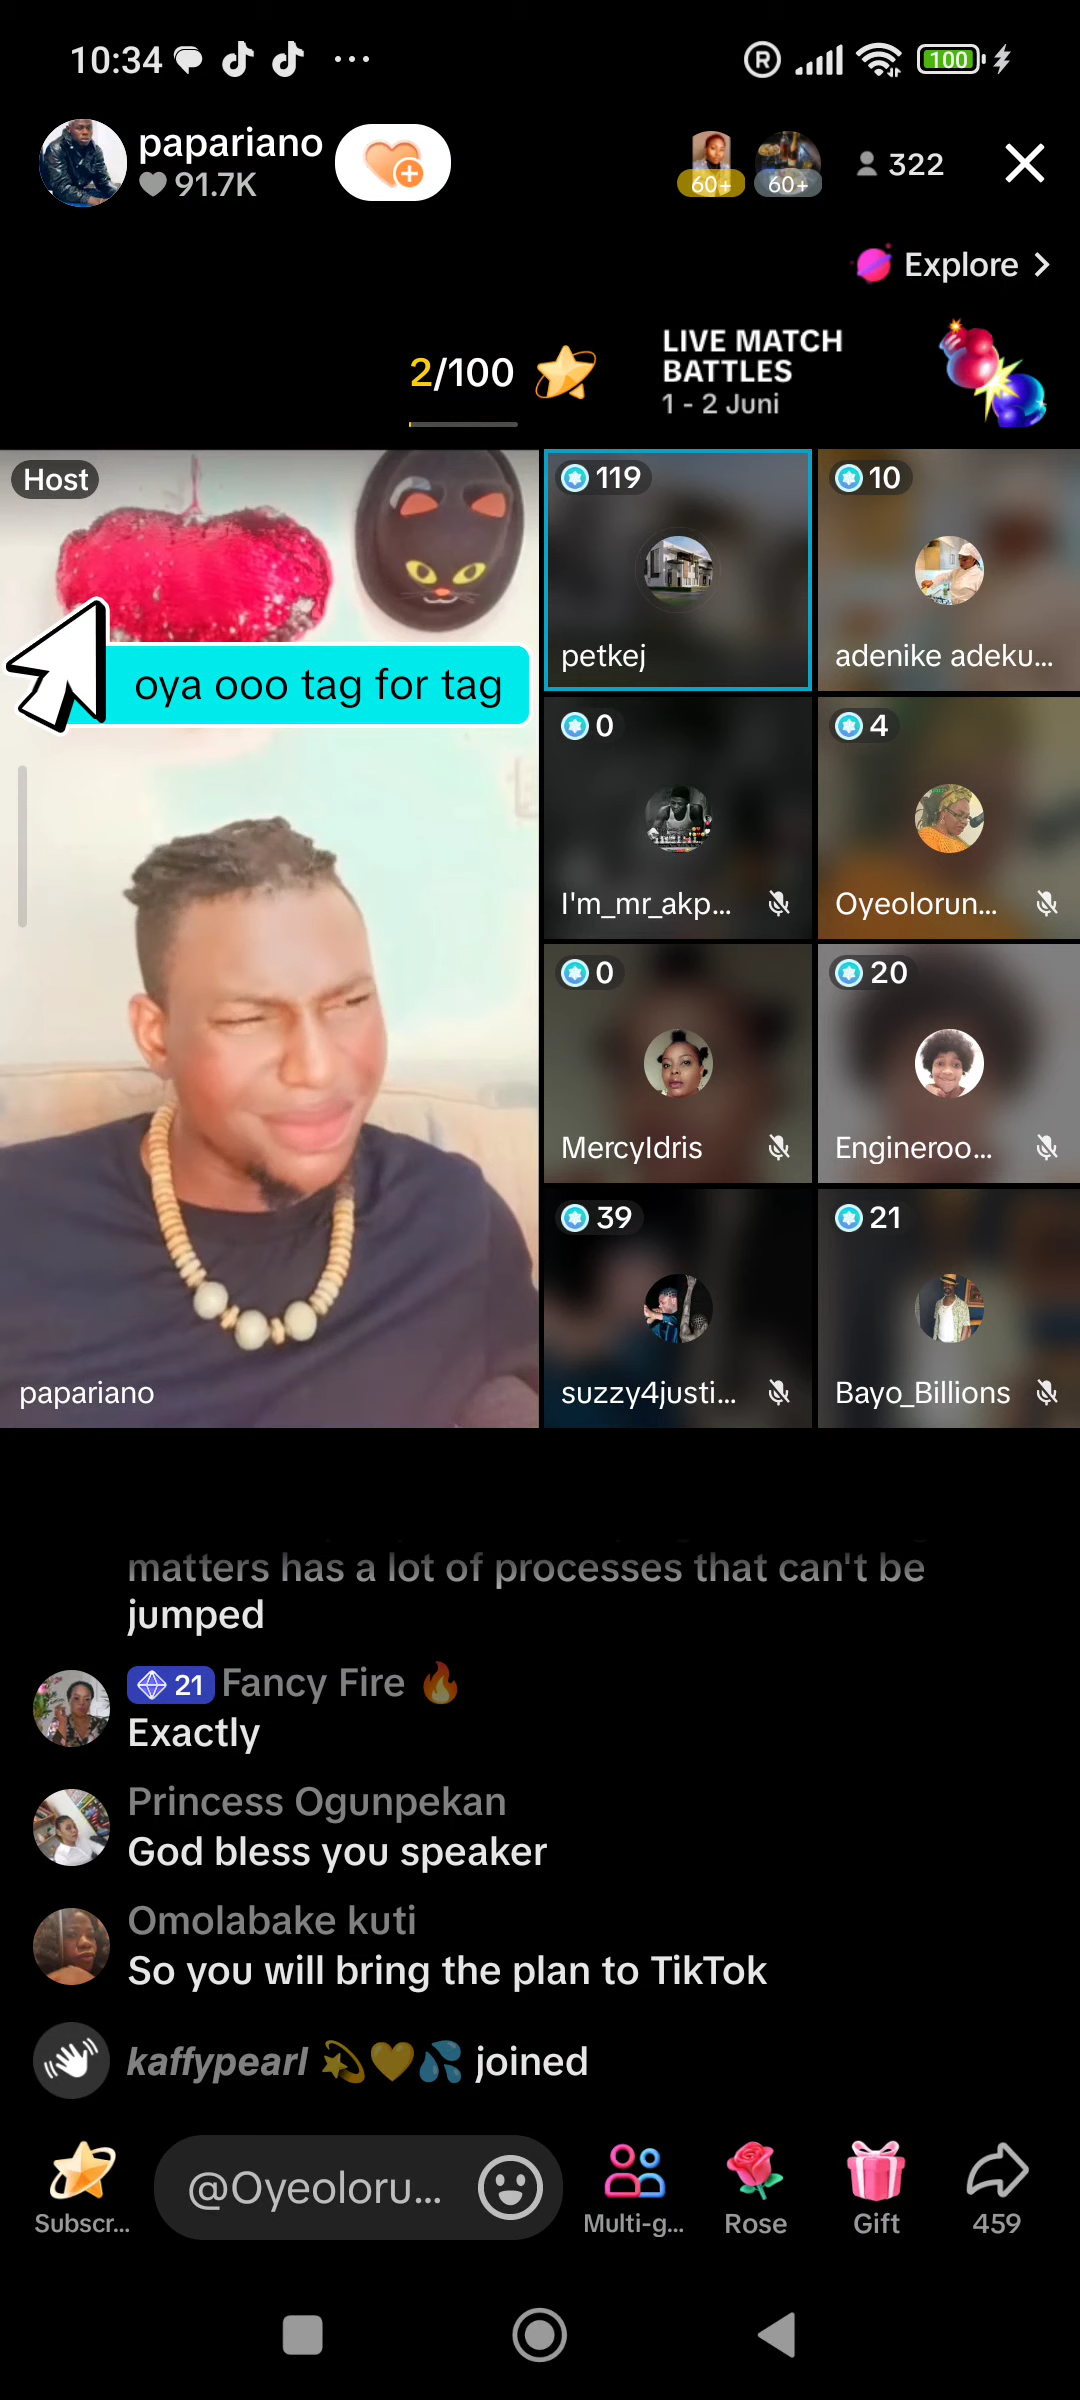 10:34
papariano
91.7K
60+
60+
322
Explore
2/100
LIVE MATCH
BATTLES
1 - 2 Juni
Host
oya ooo tag for tag
papariano
119
petkej
10
adenike adeku...
0
I'm_mr_akp...
4
Oyeolorun...
0
MercyIdris
20
Engineroo...
39
suzzy4justi...
21
Bayo_Billions
matters has a lot of processes that can't be
jumped
21 Fancy Fire 🔥
Exactly
Princess Ogunpekan
God bless you speaker
Omolabake kuti
So you will bring the plan to TikTok
kaffypearl 💫💛💦 joined
@Oyeoloru...
Subscr...
Multi-g...
Rose
Gift
459
R
100